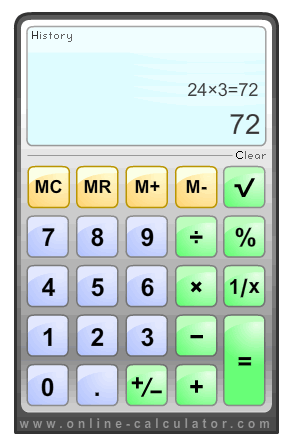 History
24×3=72
72
Clear
MC MR M+ M- √
7 8 9 ÷ %
4 5 6 × 1/x
1 2 3 −
=
0 . +/− +
www.online-calculator.com